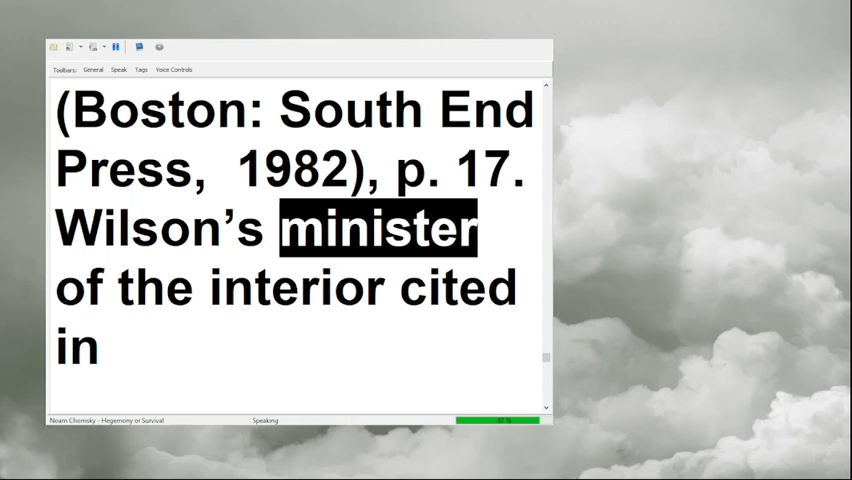 Toolbars: General Speak Tags Voice Controls
(Boston: South End
Press, 1982), p. 17.
Wilson’s minister
of the interior cited
in
Noam Chomsky - Hegemony or Survival Speaking 67 %